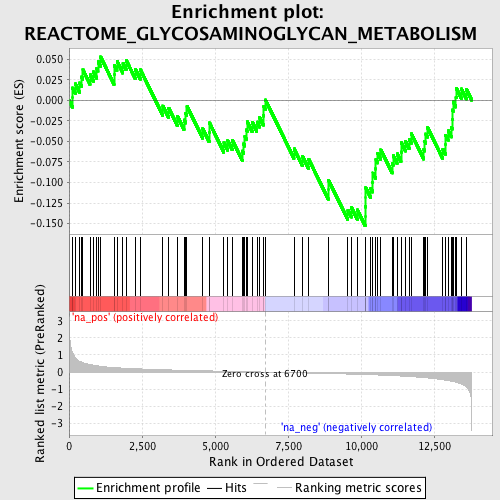 Enrichment plot:
REACTOME_GLYCOSAMINOGLYCAN_METABOLISM
Enrichment score (ES)
0.050
0.025
0.000
-0.025
-0.050
-0.075
-0.100
-0.125
-0.150
'na_pos' (positively correlated)
Ranked list metric (PreRanked)
3
2
1
0
-1
-2
-3
Zero cross at 6700
'na_neg' (negatively correlated)
0
2,500
5,000
7,500
10,000
12,500
Rank in Ordered Dataset
Enrichment profile
Hits
Ranking metric scores